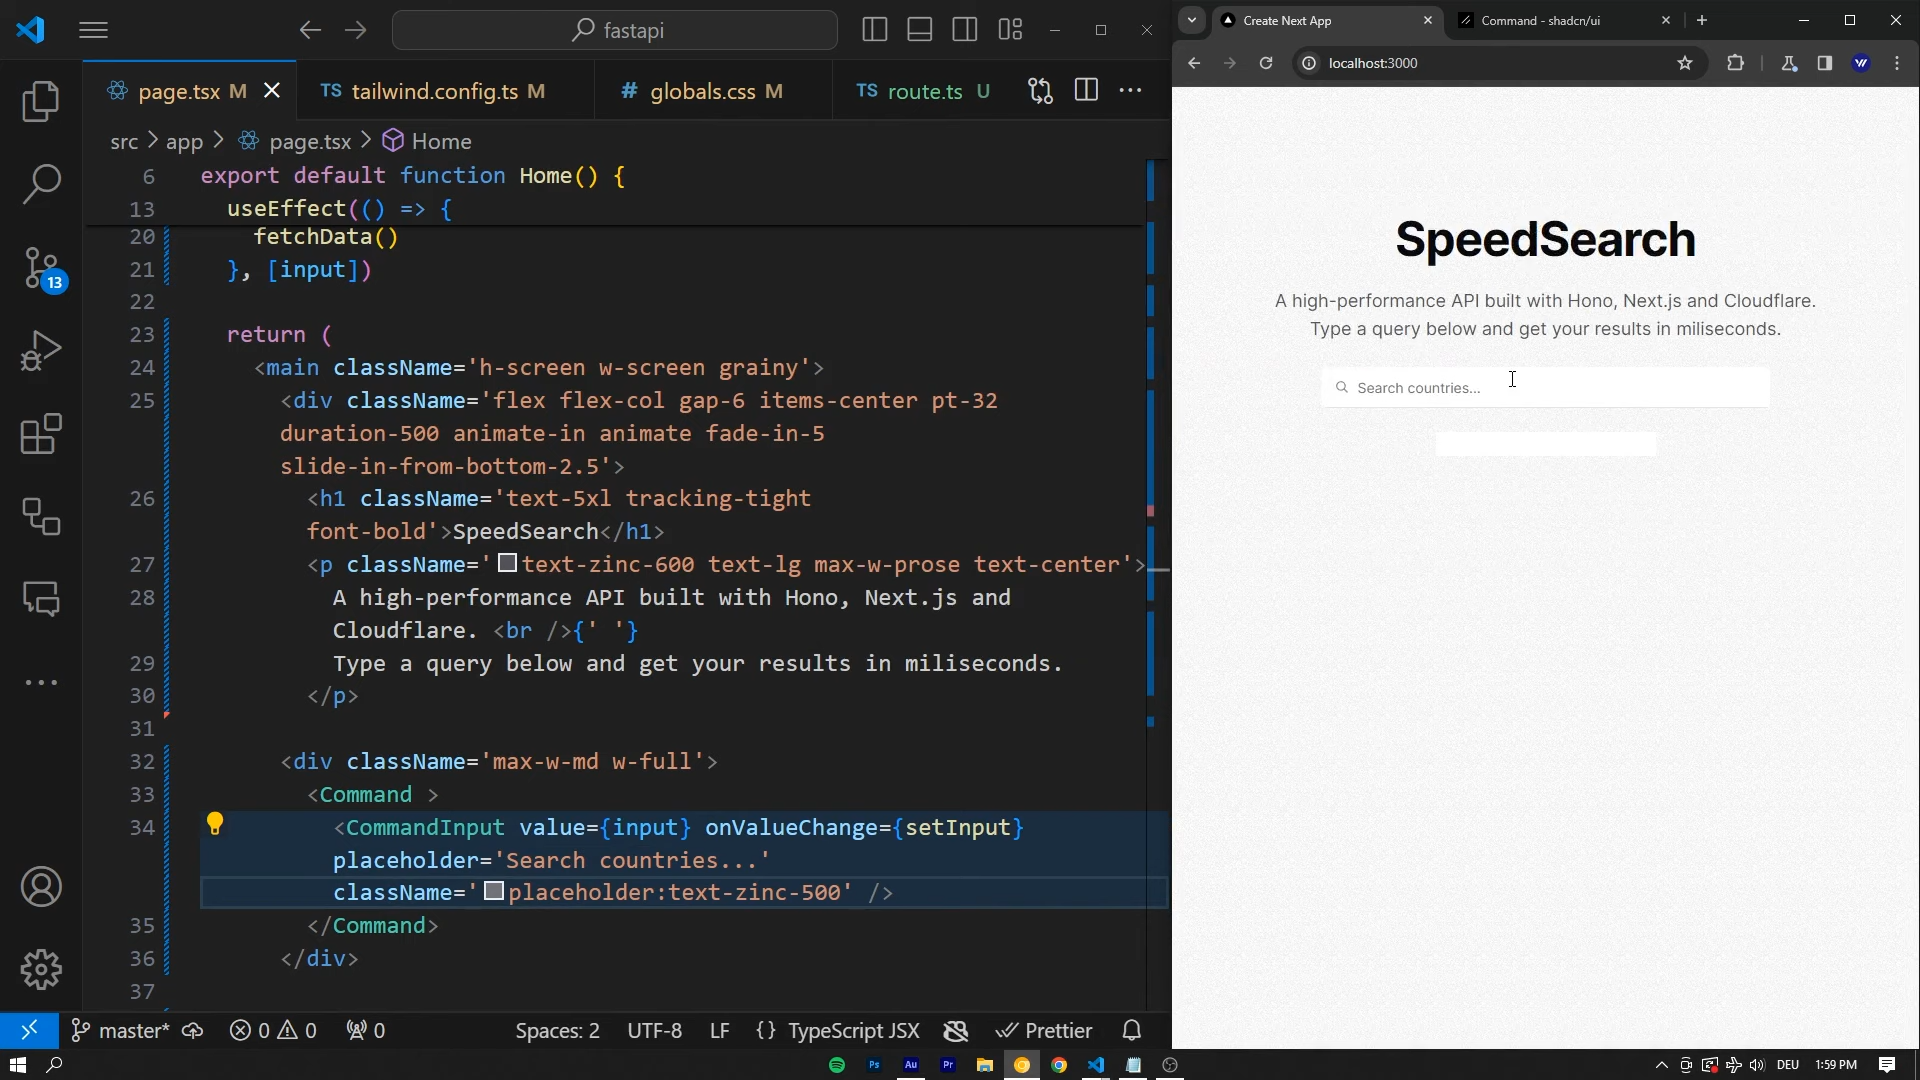 fastapi
page.tsx M
TS tailwind.config.ts M
# globals.css M
TS route.ts U
src > app > page.tsx > Home
6 export default function Home() {
13 useEffect(() => {
20 fetchData()
21 }, [input])
22
23 return (
24 <main className='h-screen w-screen grainy'>
25 <div className='flex flex-col gap-6 items-center pt-32
duration-500 animate-in animate fade-in-5
slide-in-from-bottom-2.5'>
26 <h1 className='text-5xl tracking-tight
font-bold'>SpeedSearch</h1>
27 <p className='text-zinc-600 text-lg max-w-prose text-center'>
28 A high-performance API built with Hono, Next.js and
Cloudflare. <br />{' '}
29 Type a query below and get your results in miliseconds.
30 </p>
31
32 <div className='max-w-md w-full'>
33 <Command >
34 <CommandInput value={input} onValueChange={setInput}
placeholder='Search countries...'
className='placeholder:text-zinc-500' />
35 </Command>
36 </div>
37
13
master* 0 0 0 Spaces: 2 UTF-8 LF {} TypeScript JSX Prettier
Create Next App
Command - shadcn/ui
localhost:3000
SpeedSearch
A high-performance API built with Hono, Next.js and Cloudflare.
Type a query below and get your results in miliseconds.
Search countries...
Ps Au Pr
DEU 1:59 PM